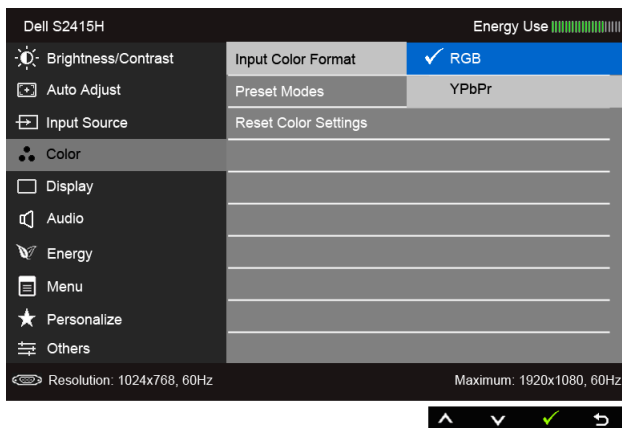 Dell S2415H Energy Use
Brightness/Contrast Input Color Format RGB
Auto Adjust Preset Modes YPbPr
Input Source Reset Color Settings
Color
Display
Audio
Energy
Menu
Personalize
Others
Resolution: 1024x768, 60Hz Maximum: 1920x1080, 60Hz